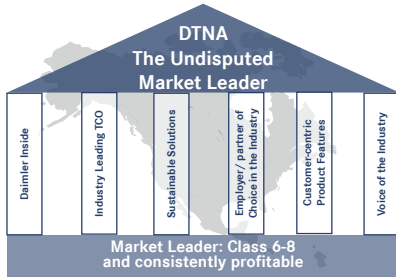 DTNA
The Undisputed
Market Leader
Daimler Inside
Industry Leading TCO
Sustainable Solutions
Employer/ partner of
Choice in the Industry
Customer-centric
Product Features
Voice of the Industry
Market Leader: Class 6-8
and consistently profitable